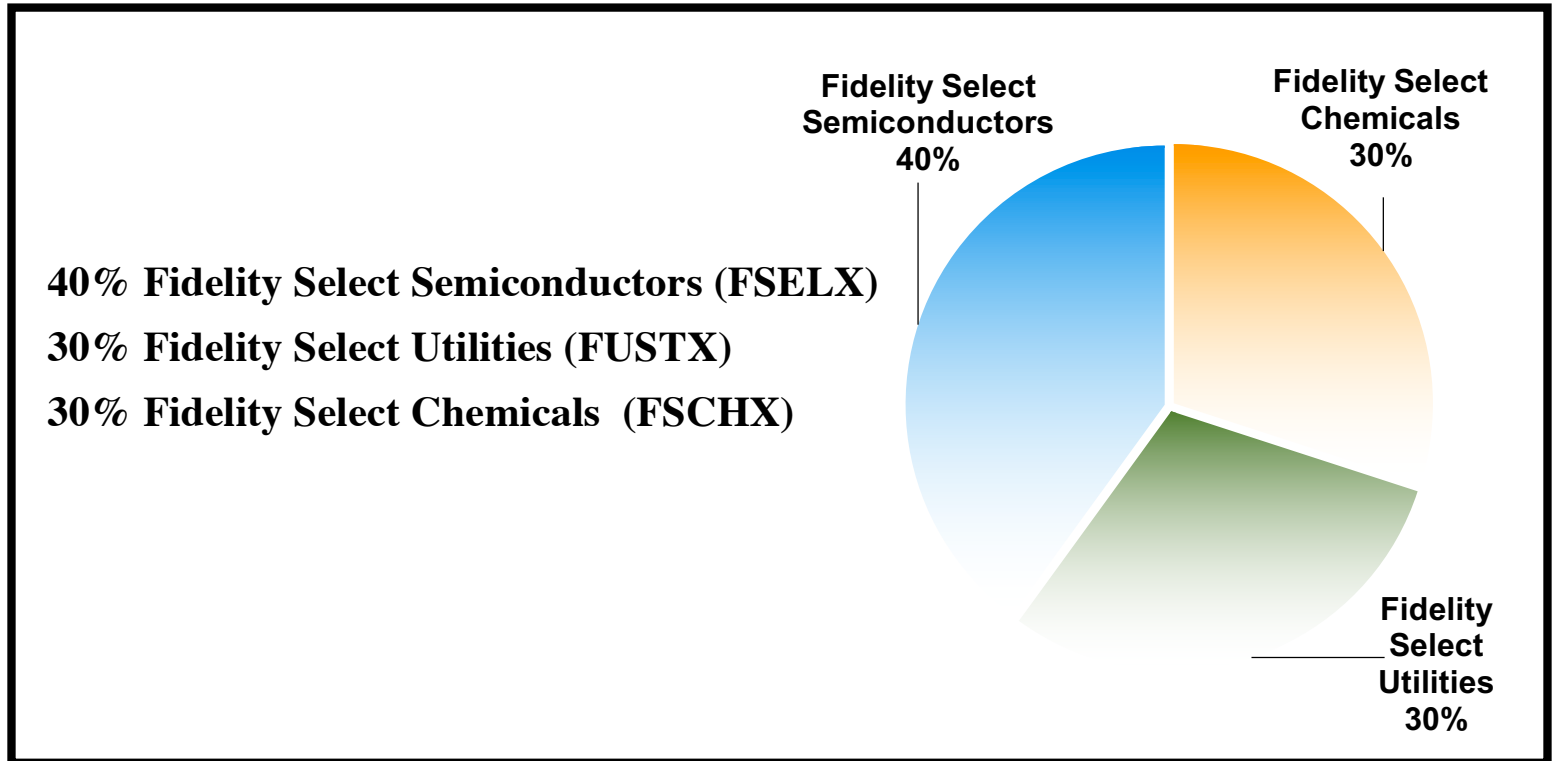 40% Fidelity Select Semiconductors (FSELX)
30% Fidelity Select Utilities (FUSTX)
30% Fidelity Select Chemicals  (FSCHX)
Fidelity Select
Semiconductors
40%
Fidelity Select
Chemicals
30%
Fidelity
Select
Utilities
30%